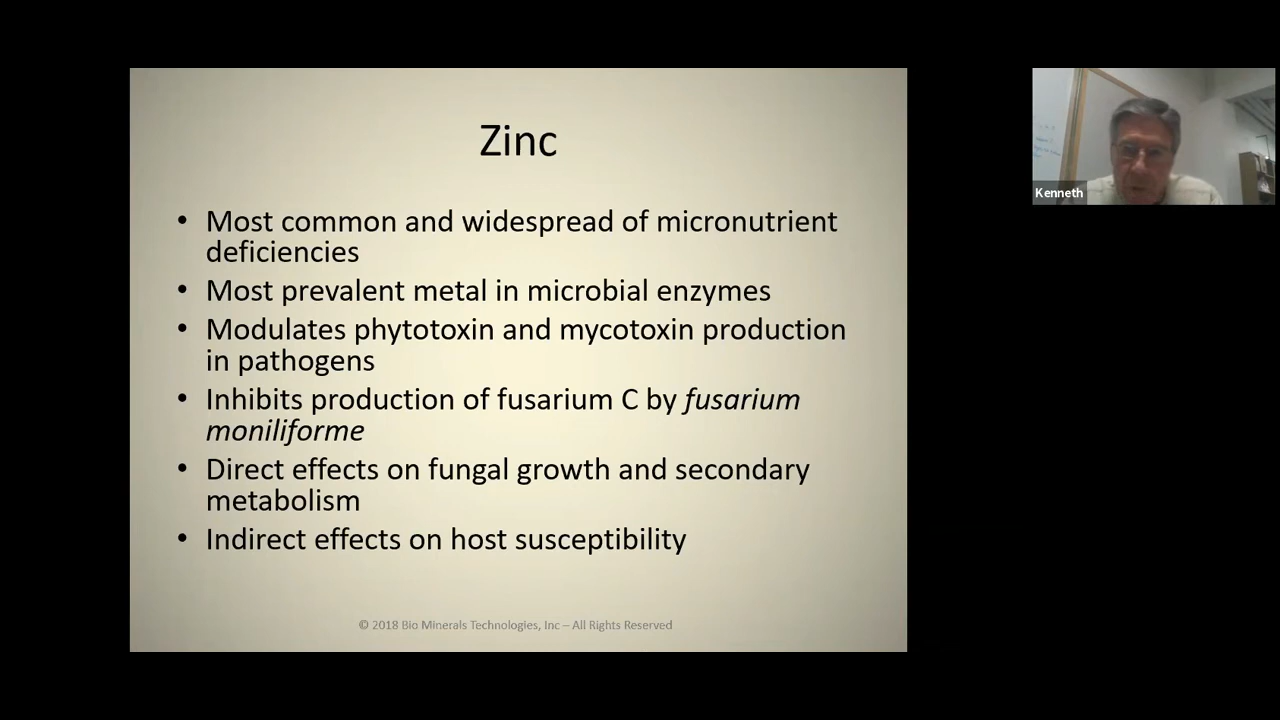 Zinc
• Most common and widespread of micronutrient
deficiencies
• Most prevalent metal in microbial enzymes
• Modulates phytotoxin and mycotoxin production
in pathogens
• Inhibits production of fusarium C by fusarium
moniliforme
• Direct effects on fungal growth and secondary
metabolism
• Indirect effects on host susceptibility
© 2018 Bio Minerals Technologies, Inc – All Rights Reserved
Kenneth